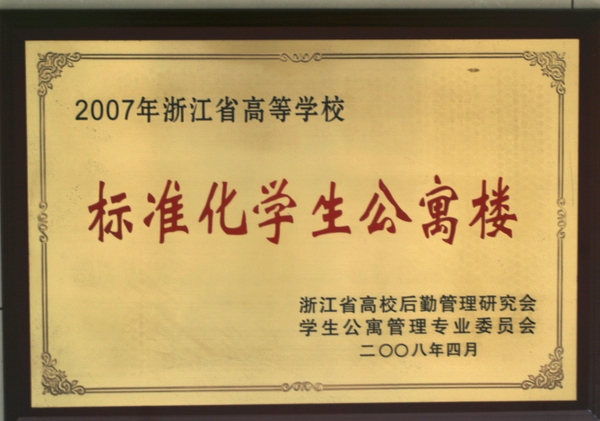 2007年浙江省高等学校
标准化学生公寓楼
浙江省高校后勤管理研究会
学生公寓管理专业委员会
二〇〇八年四月